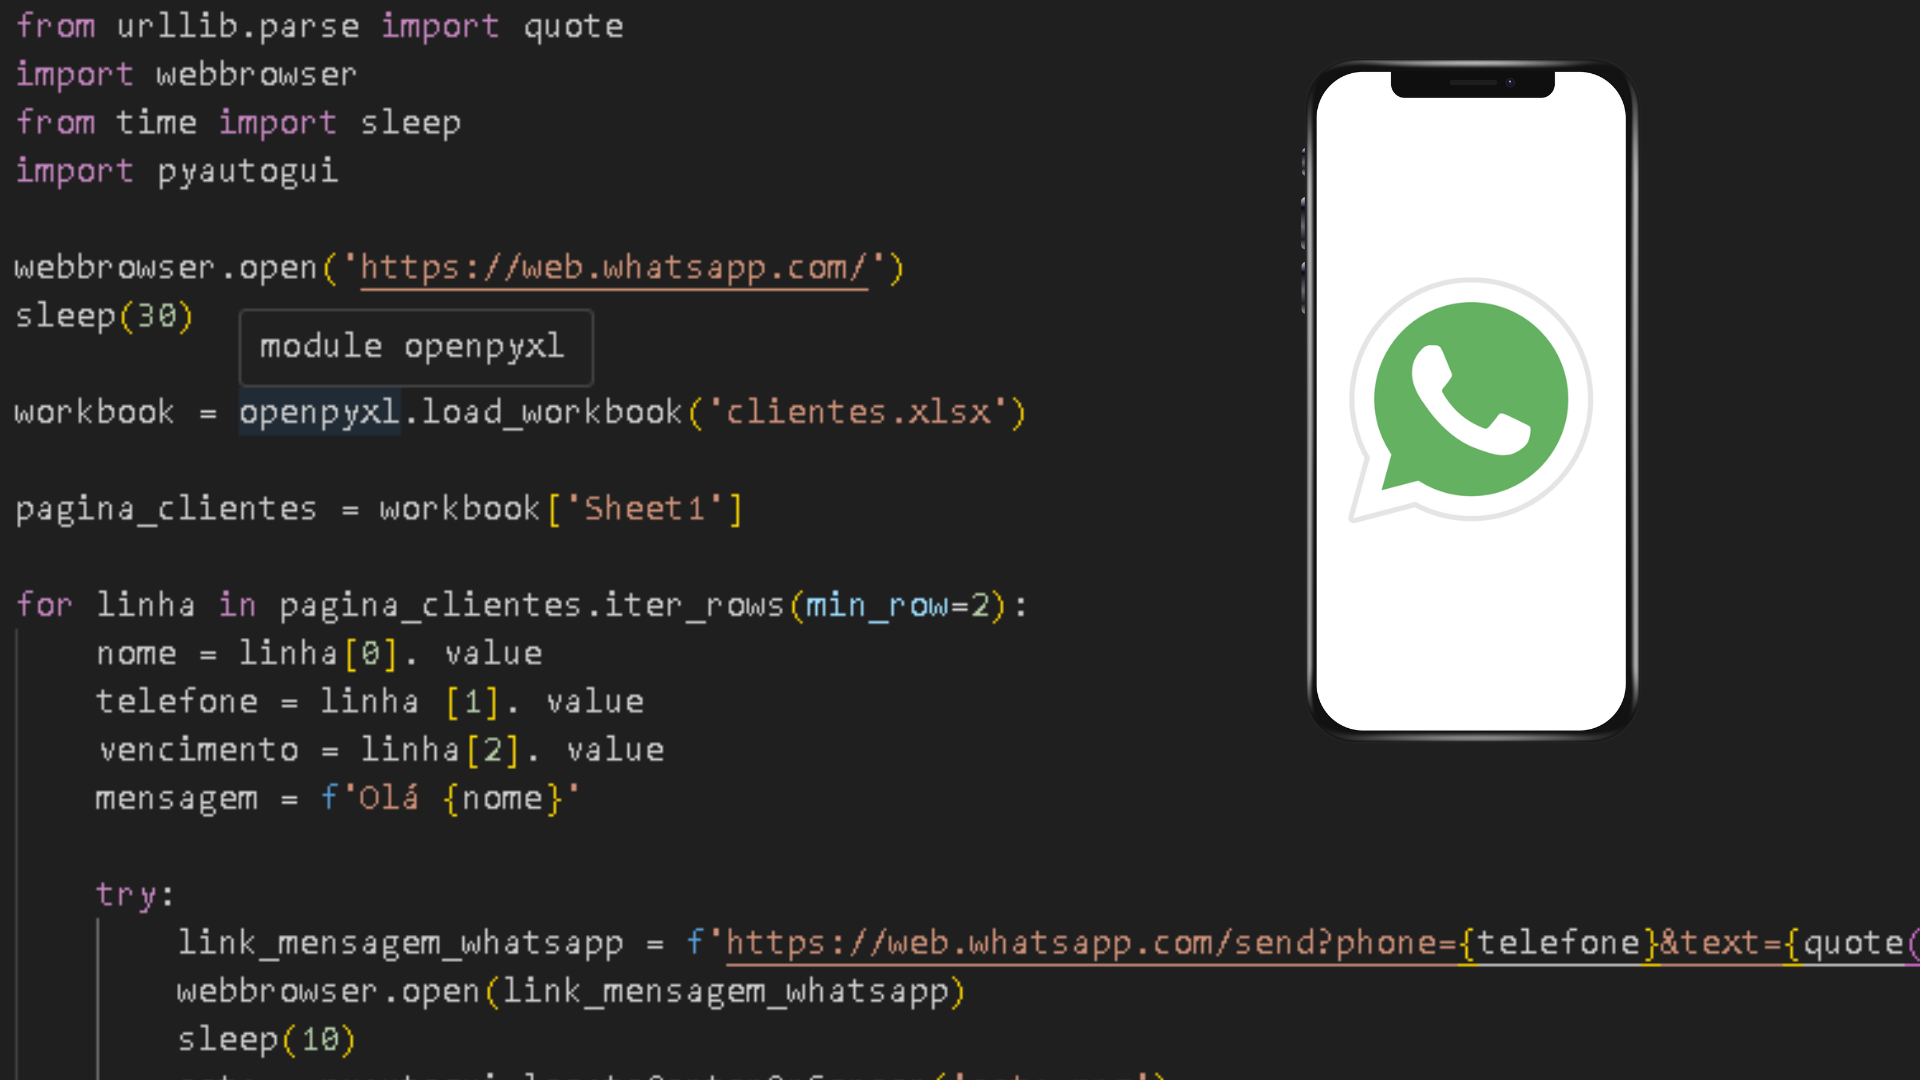 from urllib.parse import quote
import webbrowser
from time import sleep
import pyautogui
webbrowser.open('https://web.whatsapp.com/')
sleep(30)
module openpyxl
workbook = openpyxl.load_workbook('clientes.xlsx')
pagina_clientes = workbook['Sheet1']
for linha in pagina_clientes.iter_rows(min_row=2):
nome = linha[0]. value
telefone = linha [1]. value
vencimento = linha[2]. value
mensagem = f'Olá {nome}'
try:
link_mensagem_whatsapp = f'https://web.whatsapp.com/send?phone={telefone}&text={quote(
webbrowser.open(link_mensagem_whatsapp)
sleep(10)